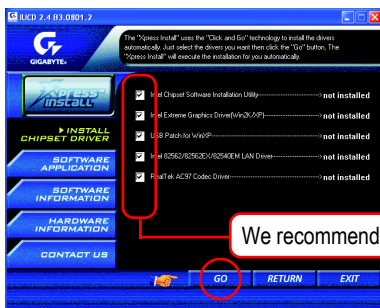 IUCD 2.4 B3.0801.2
GIGABYTE
The "Xpress Install" uses the "Click and Go" technology to install the drivers
automatically. Just select the drivers you want then click the "Go" button, The
"Xpress Install" will execute the installation for you automatically.
Xpress
INSTALL
INSTALL
CHIPSET DRIVER
SOFTWARE
APPLICATION
SOFTWARE
INFORMATION
HARDWARE
INFORMATION
CONTACT US
Intel Chipset Software Installation Utility not installed
Intel Extreme Graphics Driver(Win2K/XP) not installed
USB Patch for WinXP not installed
Intel 82562/82562EX/82540EM LAN Driver not installed
RealTek AC97 Codec Driver not installed
We recommend
GO RETURN EXIT